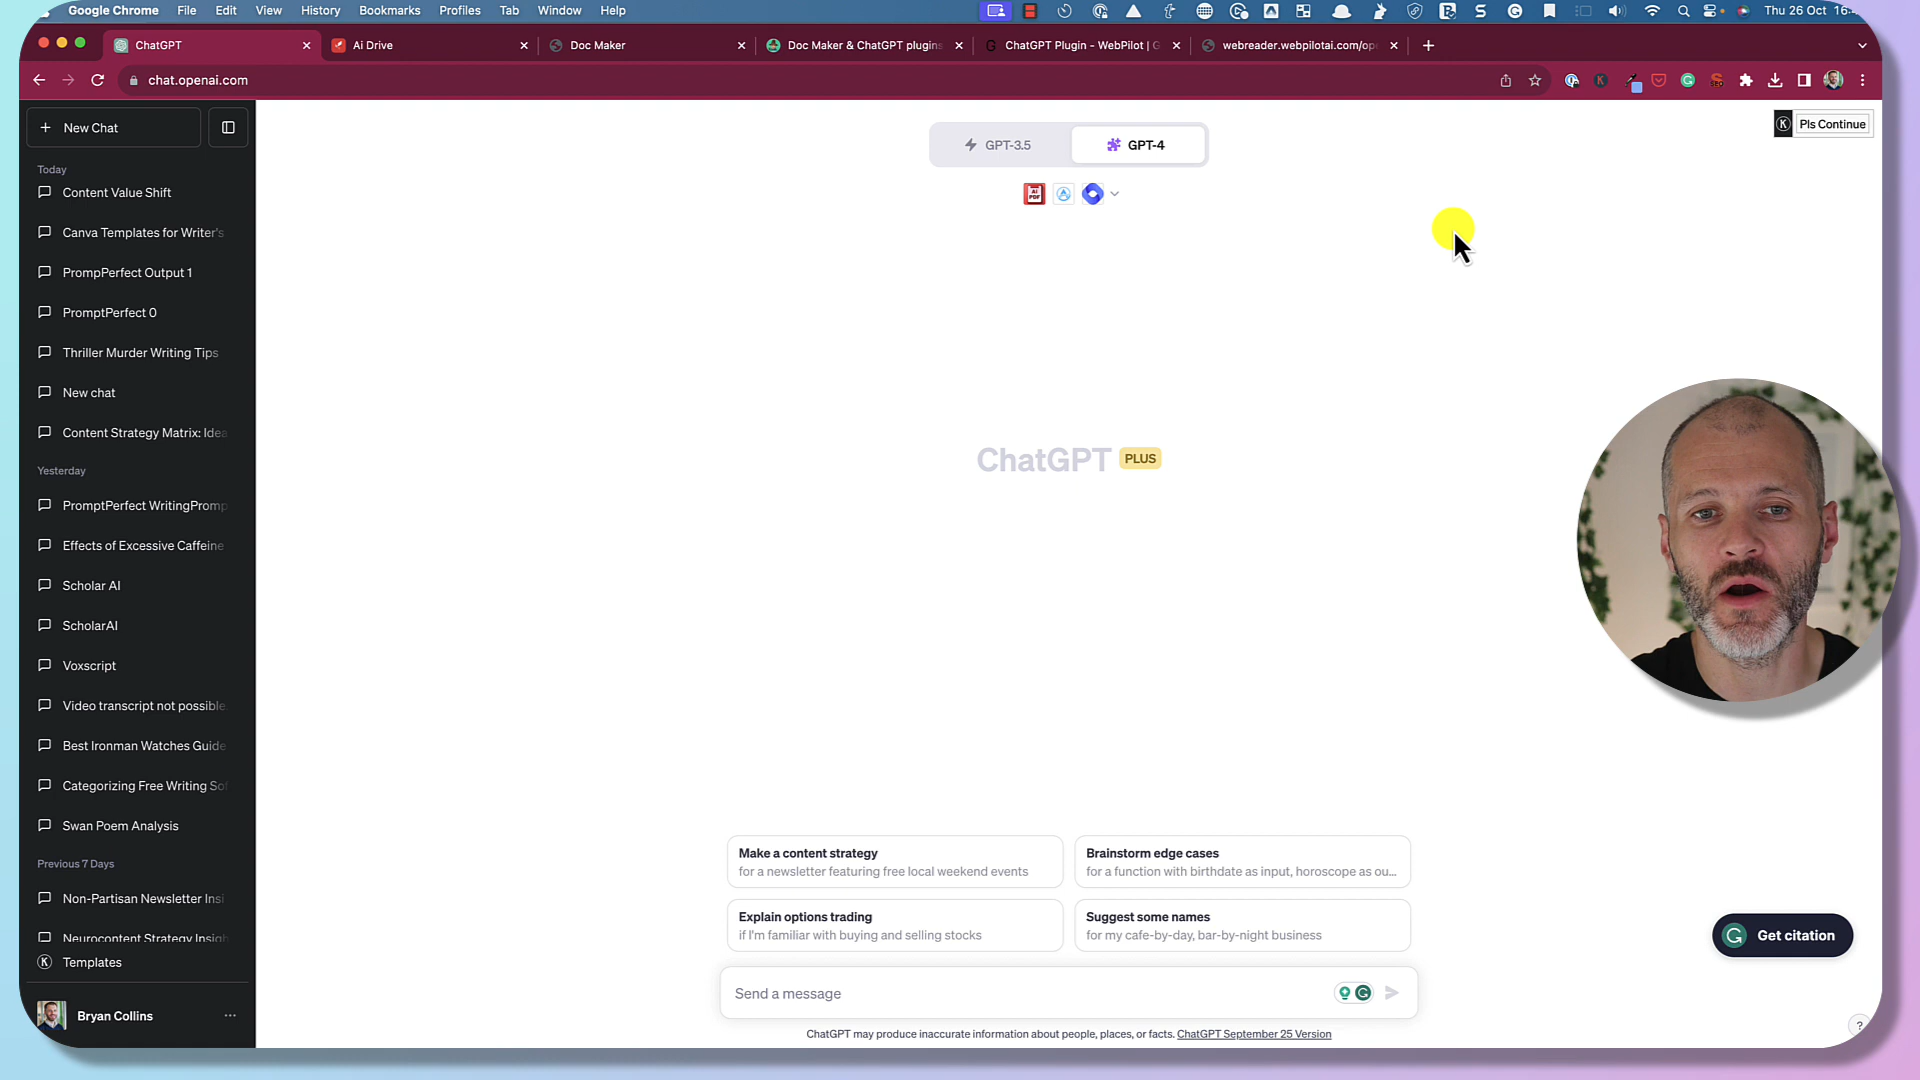 Google Chrome File Edit View History Bookmarks Profiles Tab Window Help Thu 26 Oct
ChatGPT Ai Drive Doc Maker Doc Maker & ChatGPT plugins ChatGPT Plugin - WebPilot | webreader.webpilotai.com/op
chat.openai.com
New Chat
Pls Continue
GPT-3.5 GPT-4
Today
Content Value Shift
Canva Templates for Writer's
PrompPerfect Output 1
PromptPerfect 0
Thriller Murder Writing Tips
New chat
Content Strategy Matrix: Idea
Yesterday
PromptPerfect WritingPromp
Effects of Excessive Caffeine
Scholar AI
ScholarAI
Voxscript
Video transcript not possible
Best Ironman Watches Guide
Categorizing Free Writing Sof
Swan Poem Analysis
Previous 7 Days
Non-Partisan Newsletter Insi
Neurocontent Strategy Insigh
Templates
Bryan Collins
AI PDF
ChatGPT PLUS
Make a content strategy
for a newsletter featuring free local weekend events
Brainstorm edge cases
for a function with birthdate as input, horoscope as ou...
Explain options trading
if I'm familiar with buying and selling stocks
Suggest some names
for my cafe-by-day, bar-by-night business
Get citation
Send a message
ChatGPT may produce inaccurate information about people, places, or facts. ChatGPT September 25 Version
?